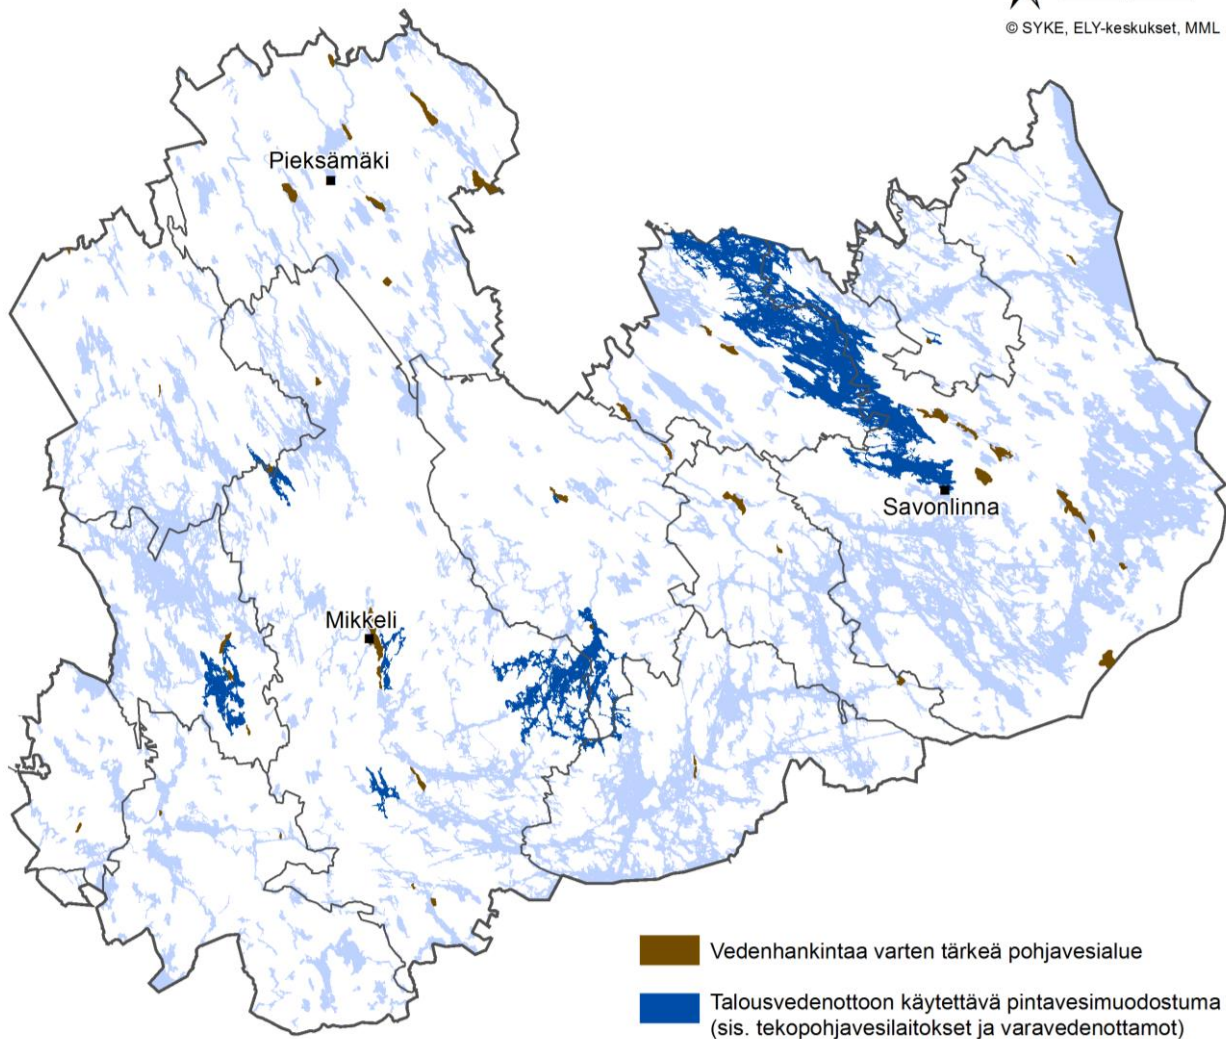 © SYKE, ELY-keskukset, MML
Pieksämäki
Savonlinna
Mikkeli
Vedenhankintaa varten tärkeä pohjavesialue
Talousvedenottoon käytettävä pintavesimuodostuma
(sis. tekopohjavesilaitokset ja varavedenottamot)